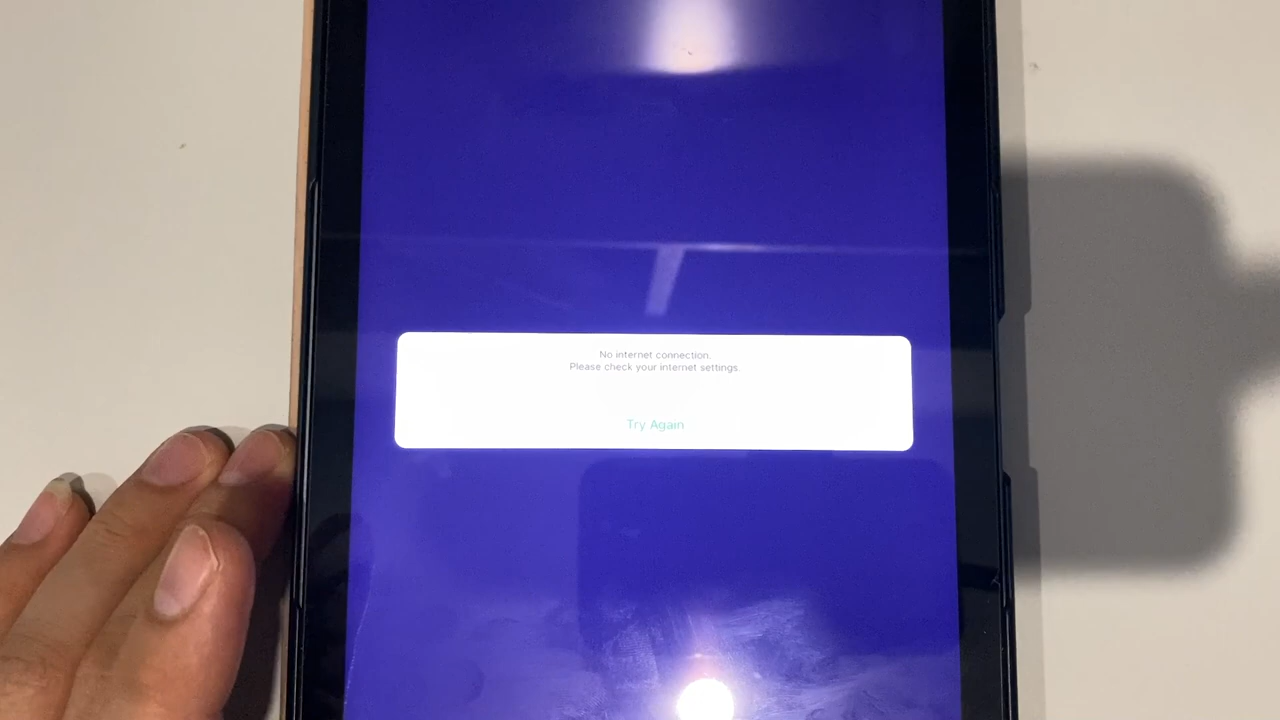 No internet connection.
Please check your internet settings.
Try Again